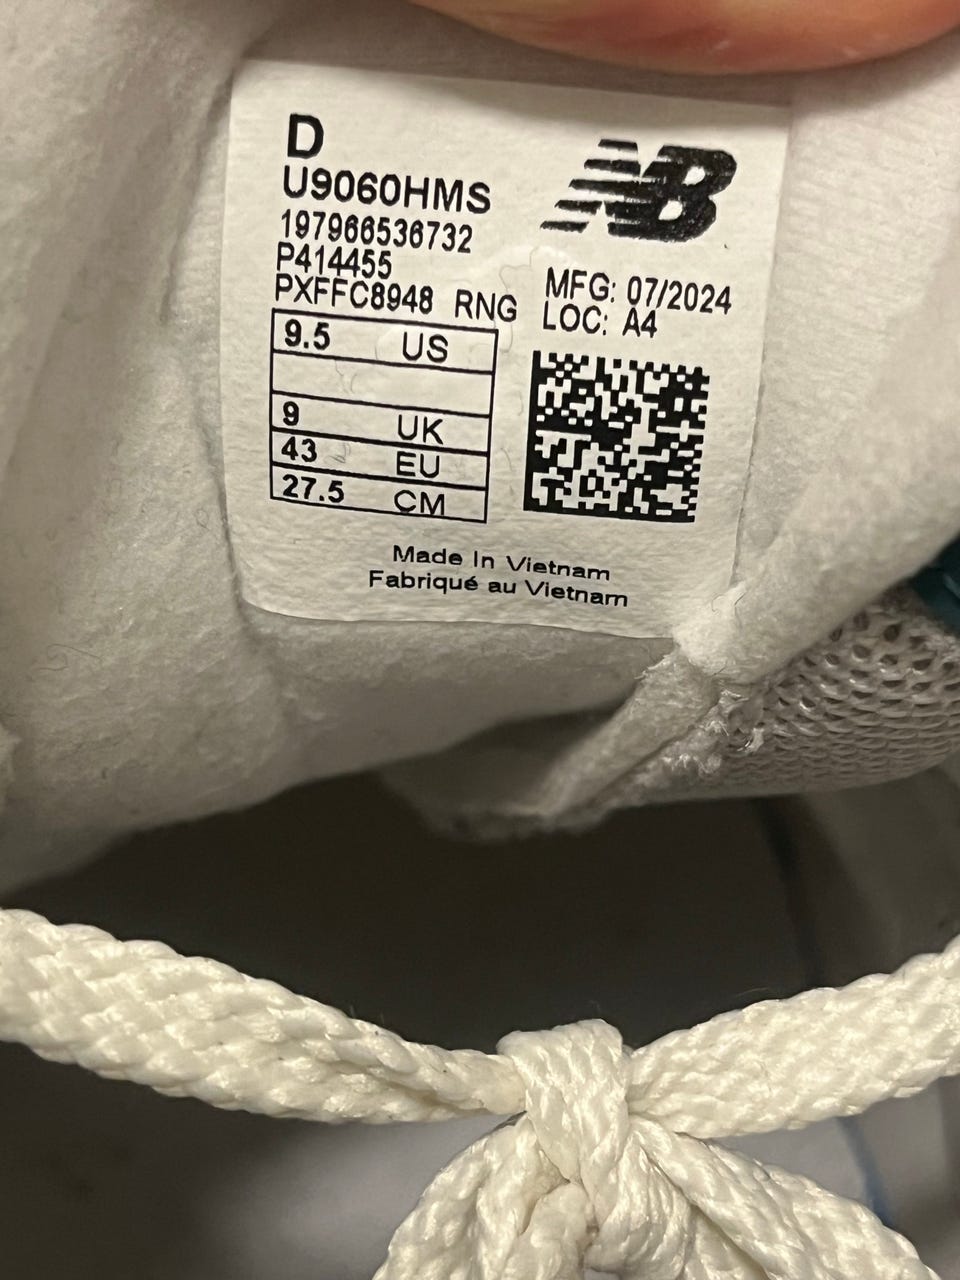 D
U9060HMS
197966536732
P414455
PXFFC8948 RNG
NB
MFG: 07/2024
LOC: A4
9.5 US
9 UK
43 EU
27.5 CM
Made In Vietnam
Fabriqué au Vietnam